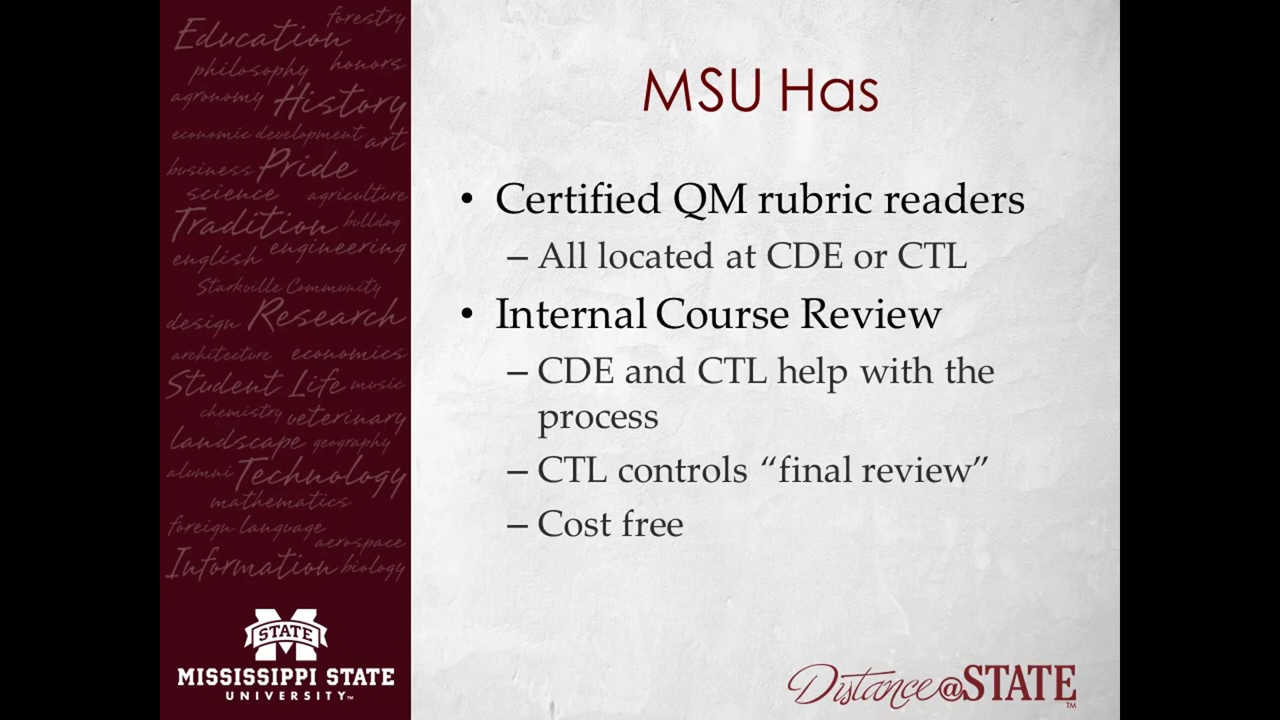 forestry
Education
philosophy honors
agronomy History
economic development art
business Pride
science agriculture
Tradition bulldog
english engineering
Starkville Community
design Research
architecture economics
Student Life music
chemistry veterinary
landscape geography
alumni Technology
mathematics
foreign language
aerospace
Information biology
STATE
MISSISSIPPI STATE
UNIVERSITY™
MSU Has
• Certified QM rubric readers
– All located at CDE or CTL
• Internal Course Review
– CDE and CTL help with the
process
– CTL controls “final review”
– Cost free
Distance@STATE™